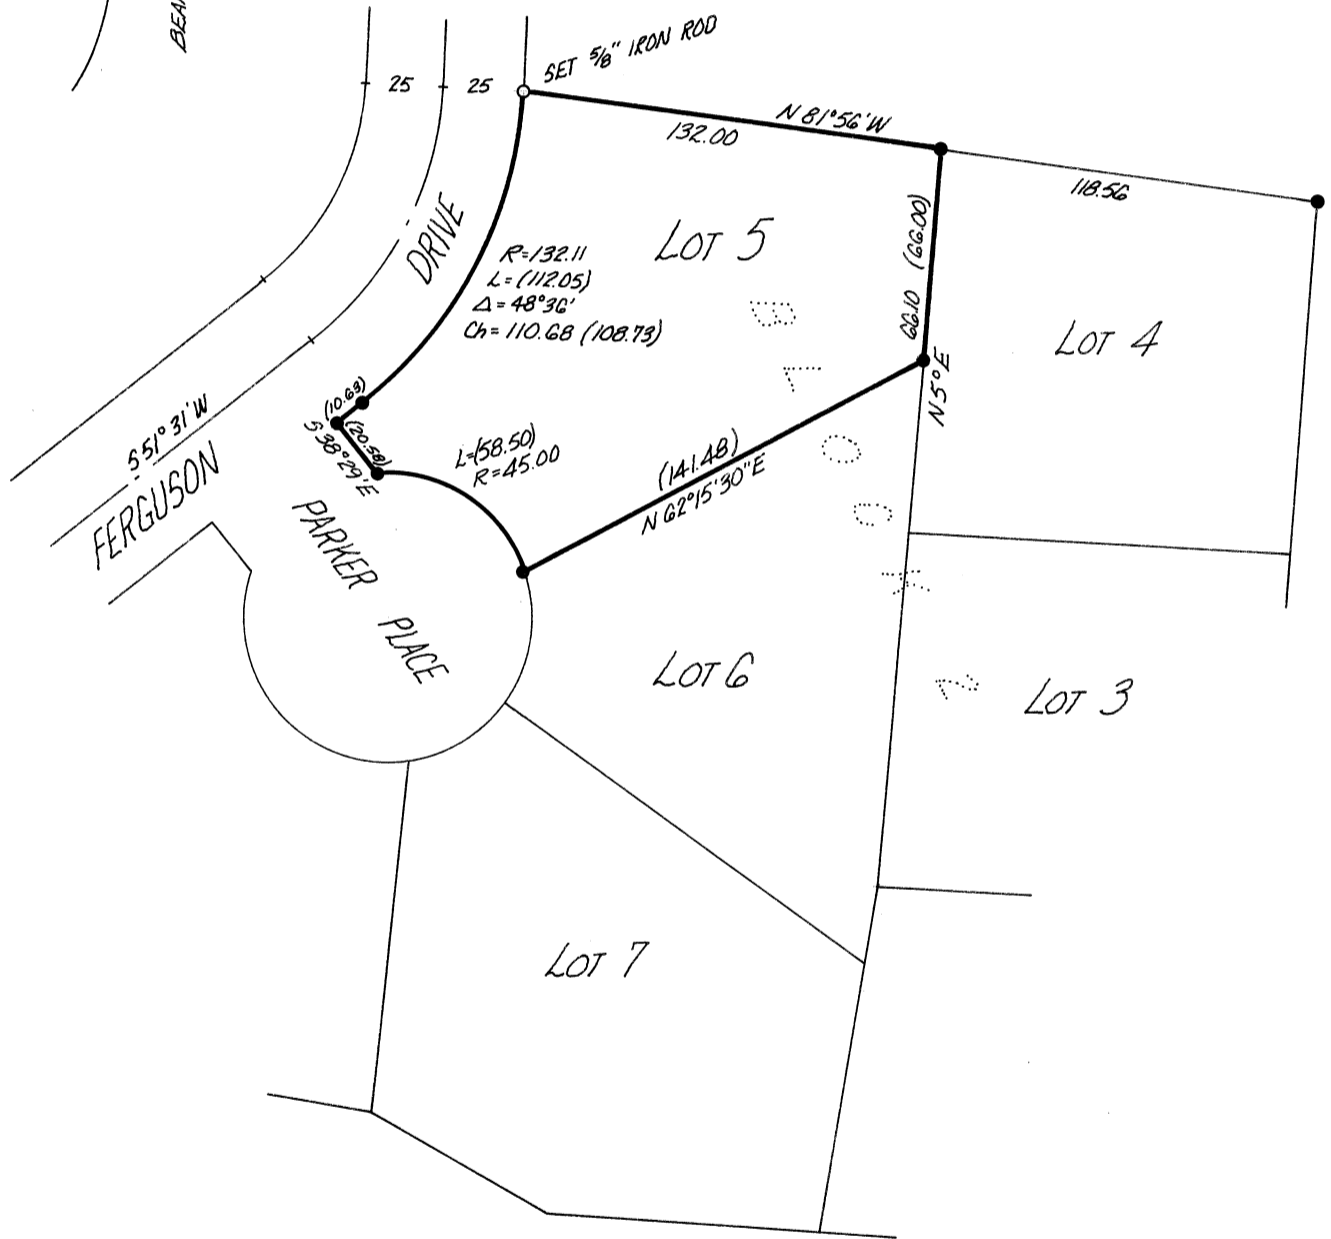 BEA
SET 5/8" IRON ROD
25
25
N 81°56'W
132.00
118.56
DRIVE
LOT 5
66.10 (66.00)
R=132.11
L=(112.05)
Δ=48°36'
Ch=110.68 (108.73)
LOT 4
N 5°E
(10.63)
S 51°31'W
(20.58)
S 38°29'E
L=(58.50)
R=45.00
(141.48)
N 62°15'30"E
FERGUSON
PARKER PLACE
LOT 6
LOT 3
LOT 7